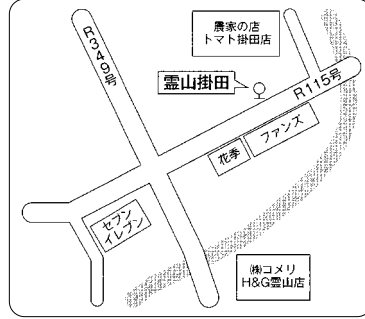 農家の店
トマト掛田店
R349号
霊山掛田
R115号
ファンズ
花季
セブン
イレブン
㈱コメリ
H&G霊山店